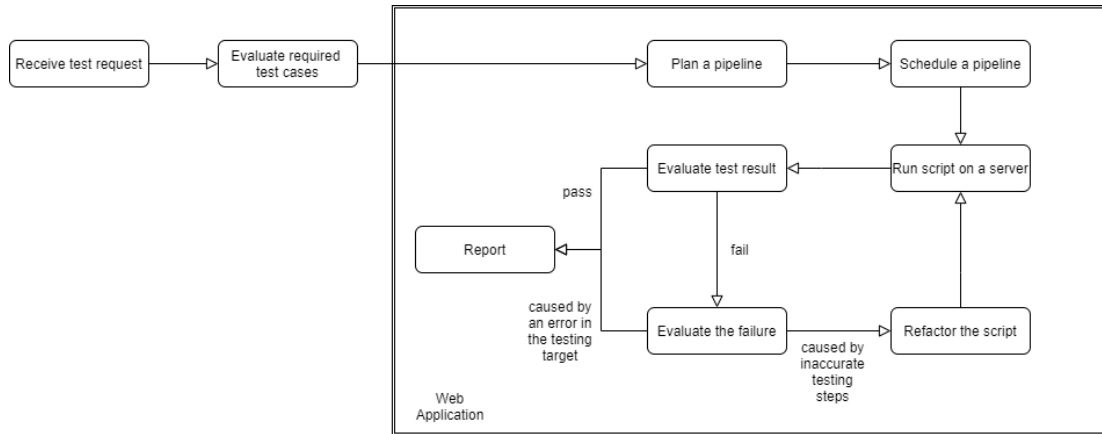 Receive test request
Evaluate required
test cases
Plan a pipeline
Schedule a pipeline
Evaluate test result
Run script on a server
pass
Report
fail
caused by
an error in
the testing
target
Evaluate the failure
Refactor the script
caused by
inaccurate
testing
steps
Web
Application